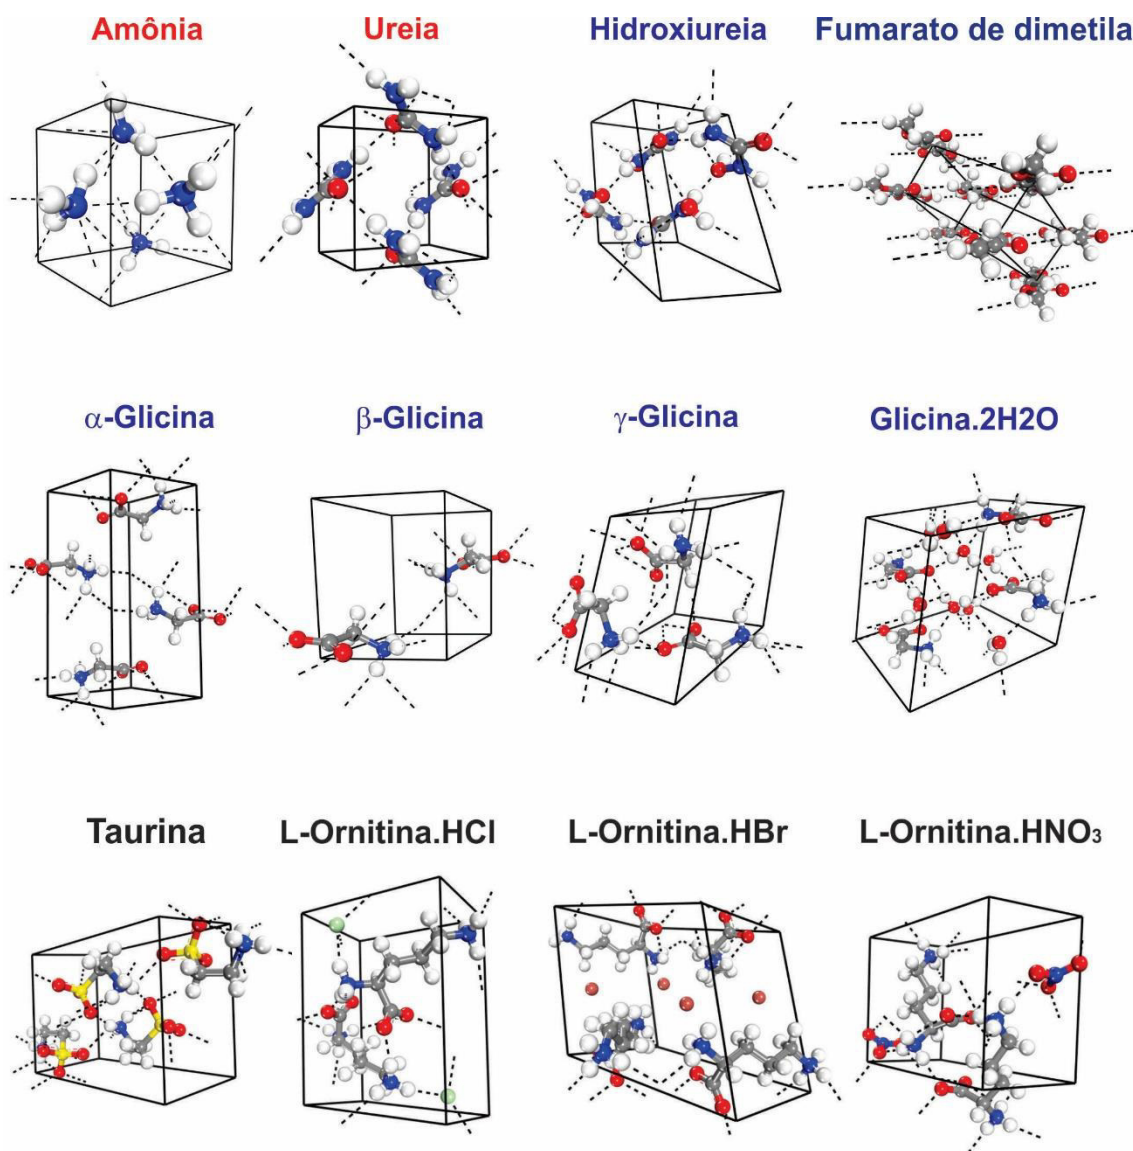 Amônia Ureia Hidroxiureia Fumarato de dimetila
α-Glicina β-Glicina γ-Glicina Glicina.2H2O
Taurina L-Ornitina.HCl L-Ornitina.HBr L-Ornitina.HNO₃